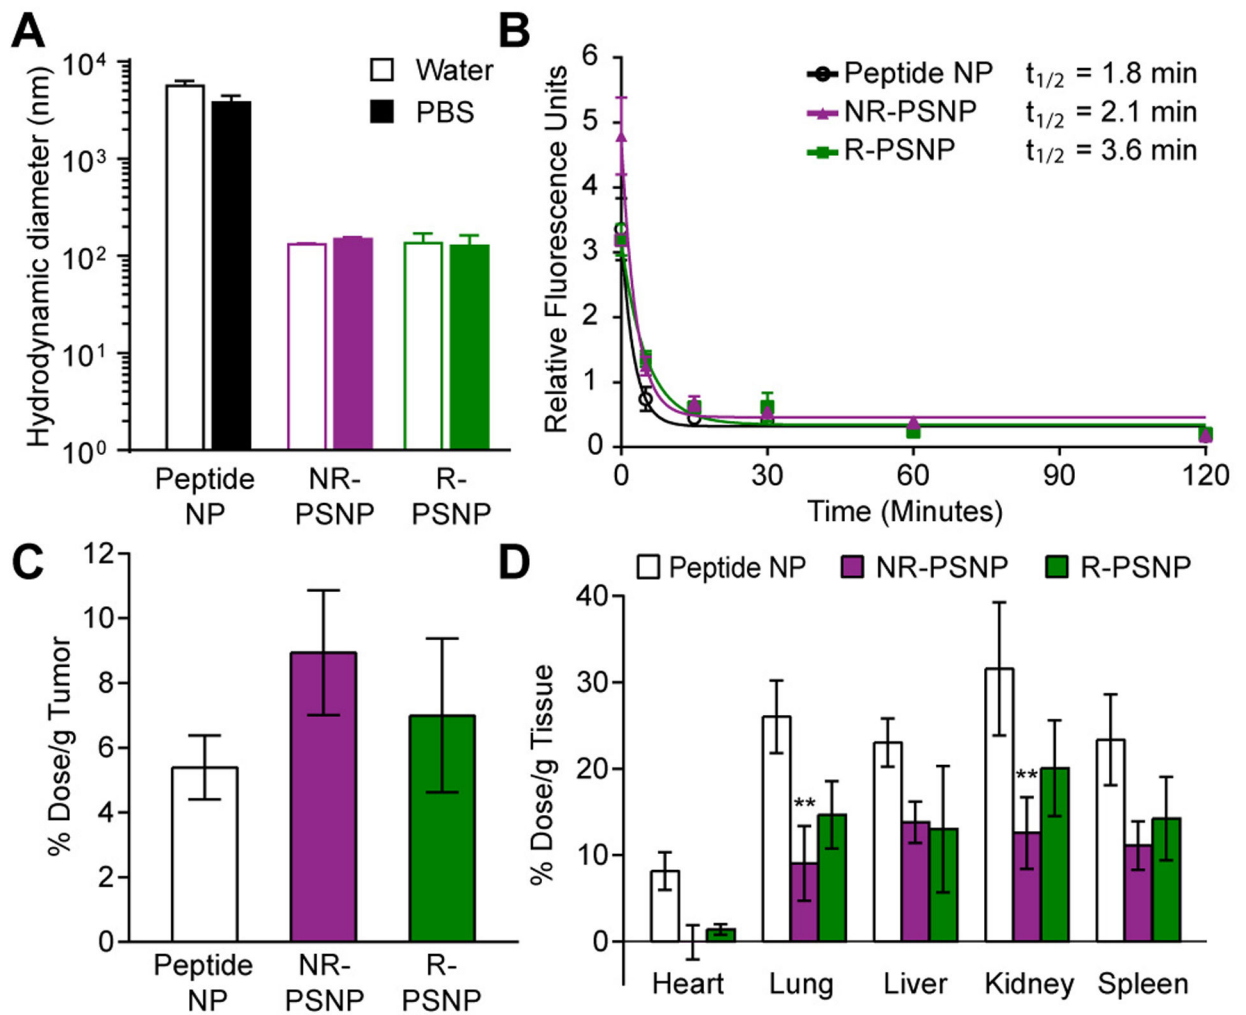 A
Hydrodynamic diameter (nm)
10⁴
10³
10²
10¹
10⁰
Water
PBS
Peptide NP
NR-PSNP
R-PSNP
B
Relative Fluorescence Units
6
5
4
3
2
1
0
Peptide NP t1/2 = 1.8 min
NR-PSNP t1/2 = 2.1 min
R-PSNP t1/2 = 3.6 min
0 30 60 90 120
Time (Minutes)
C
% Dose/g Tumor
12
10
8
6
4
2
0
Peptide NP
NR-PSNP
R-PSNP
D
Peptide NP NR-PSNP R-PSNP
% Dose/g Tissue
40
30
20
10
0
**
**
Heart Lung Liver Kidney Spleen